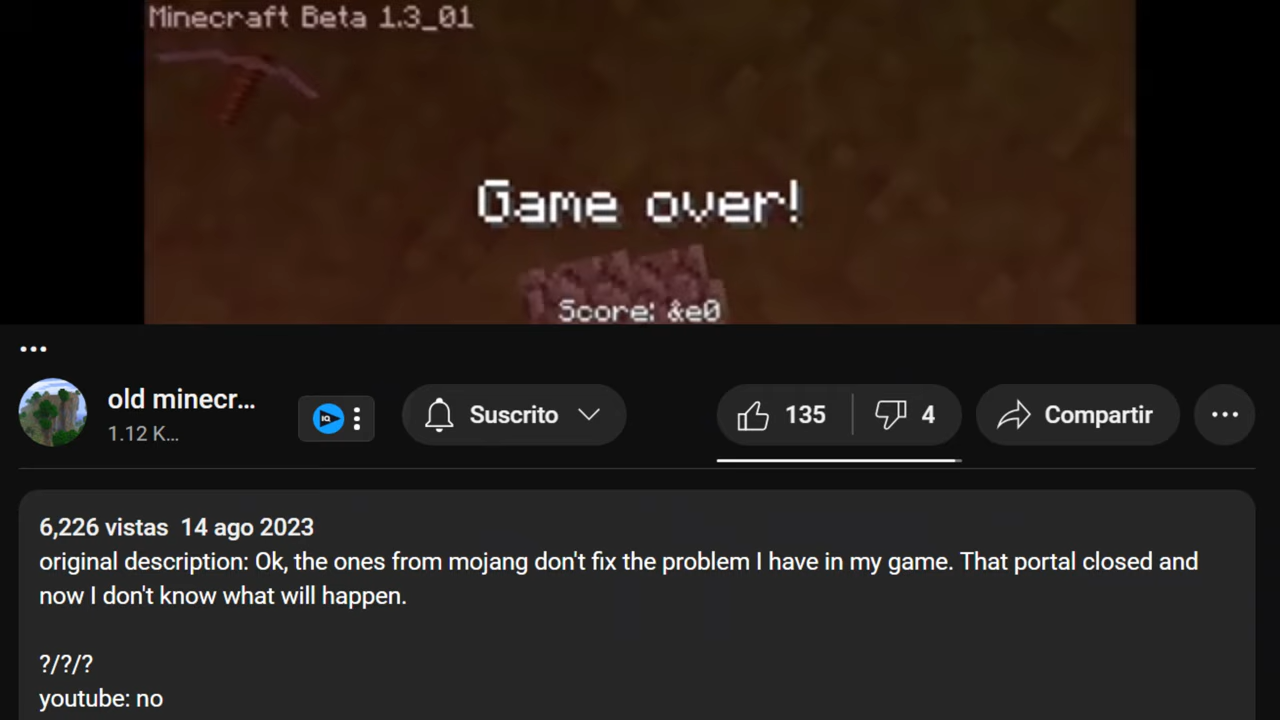 Minecraft Beta 1.3_01
Game over!
Score: &e0
...
old minecr...
1.12 K...
IQ
Suscrito
135
4
Compartir
6,226 vistas 14 ago 2023
original description: Ok, the ones from mojang don't fix the problem I have in my game. That portal closed and
now I don't know what will happen.
?/?/?
youtube: no